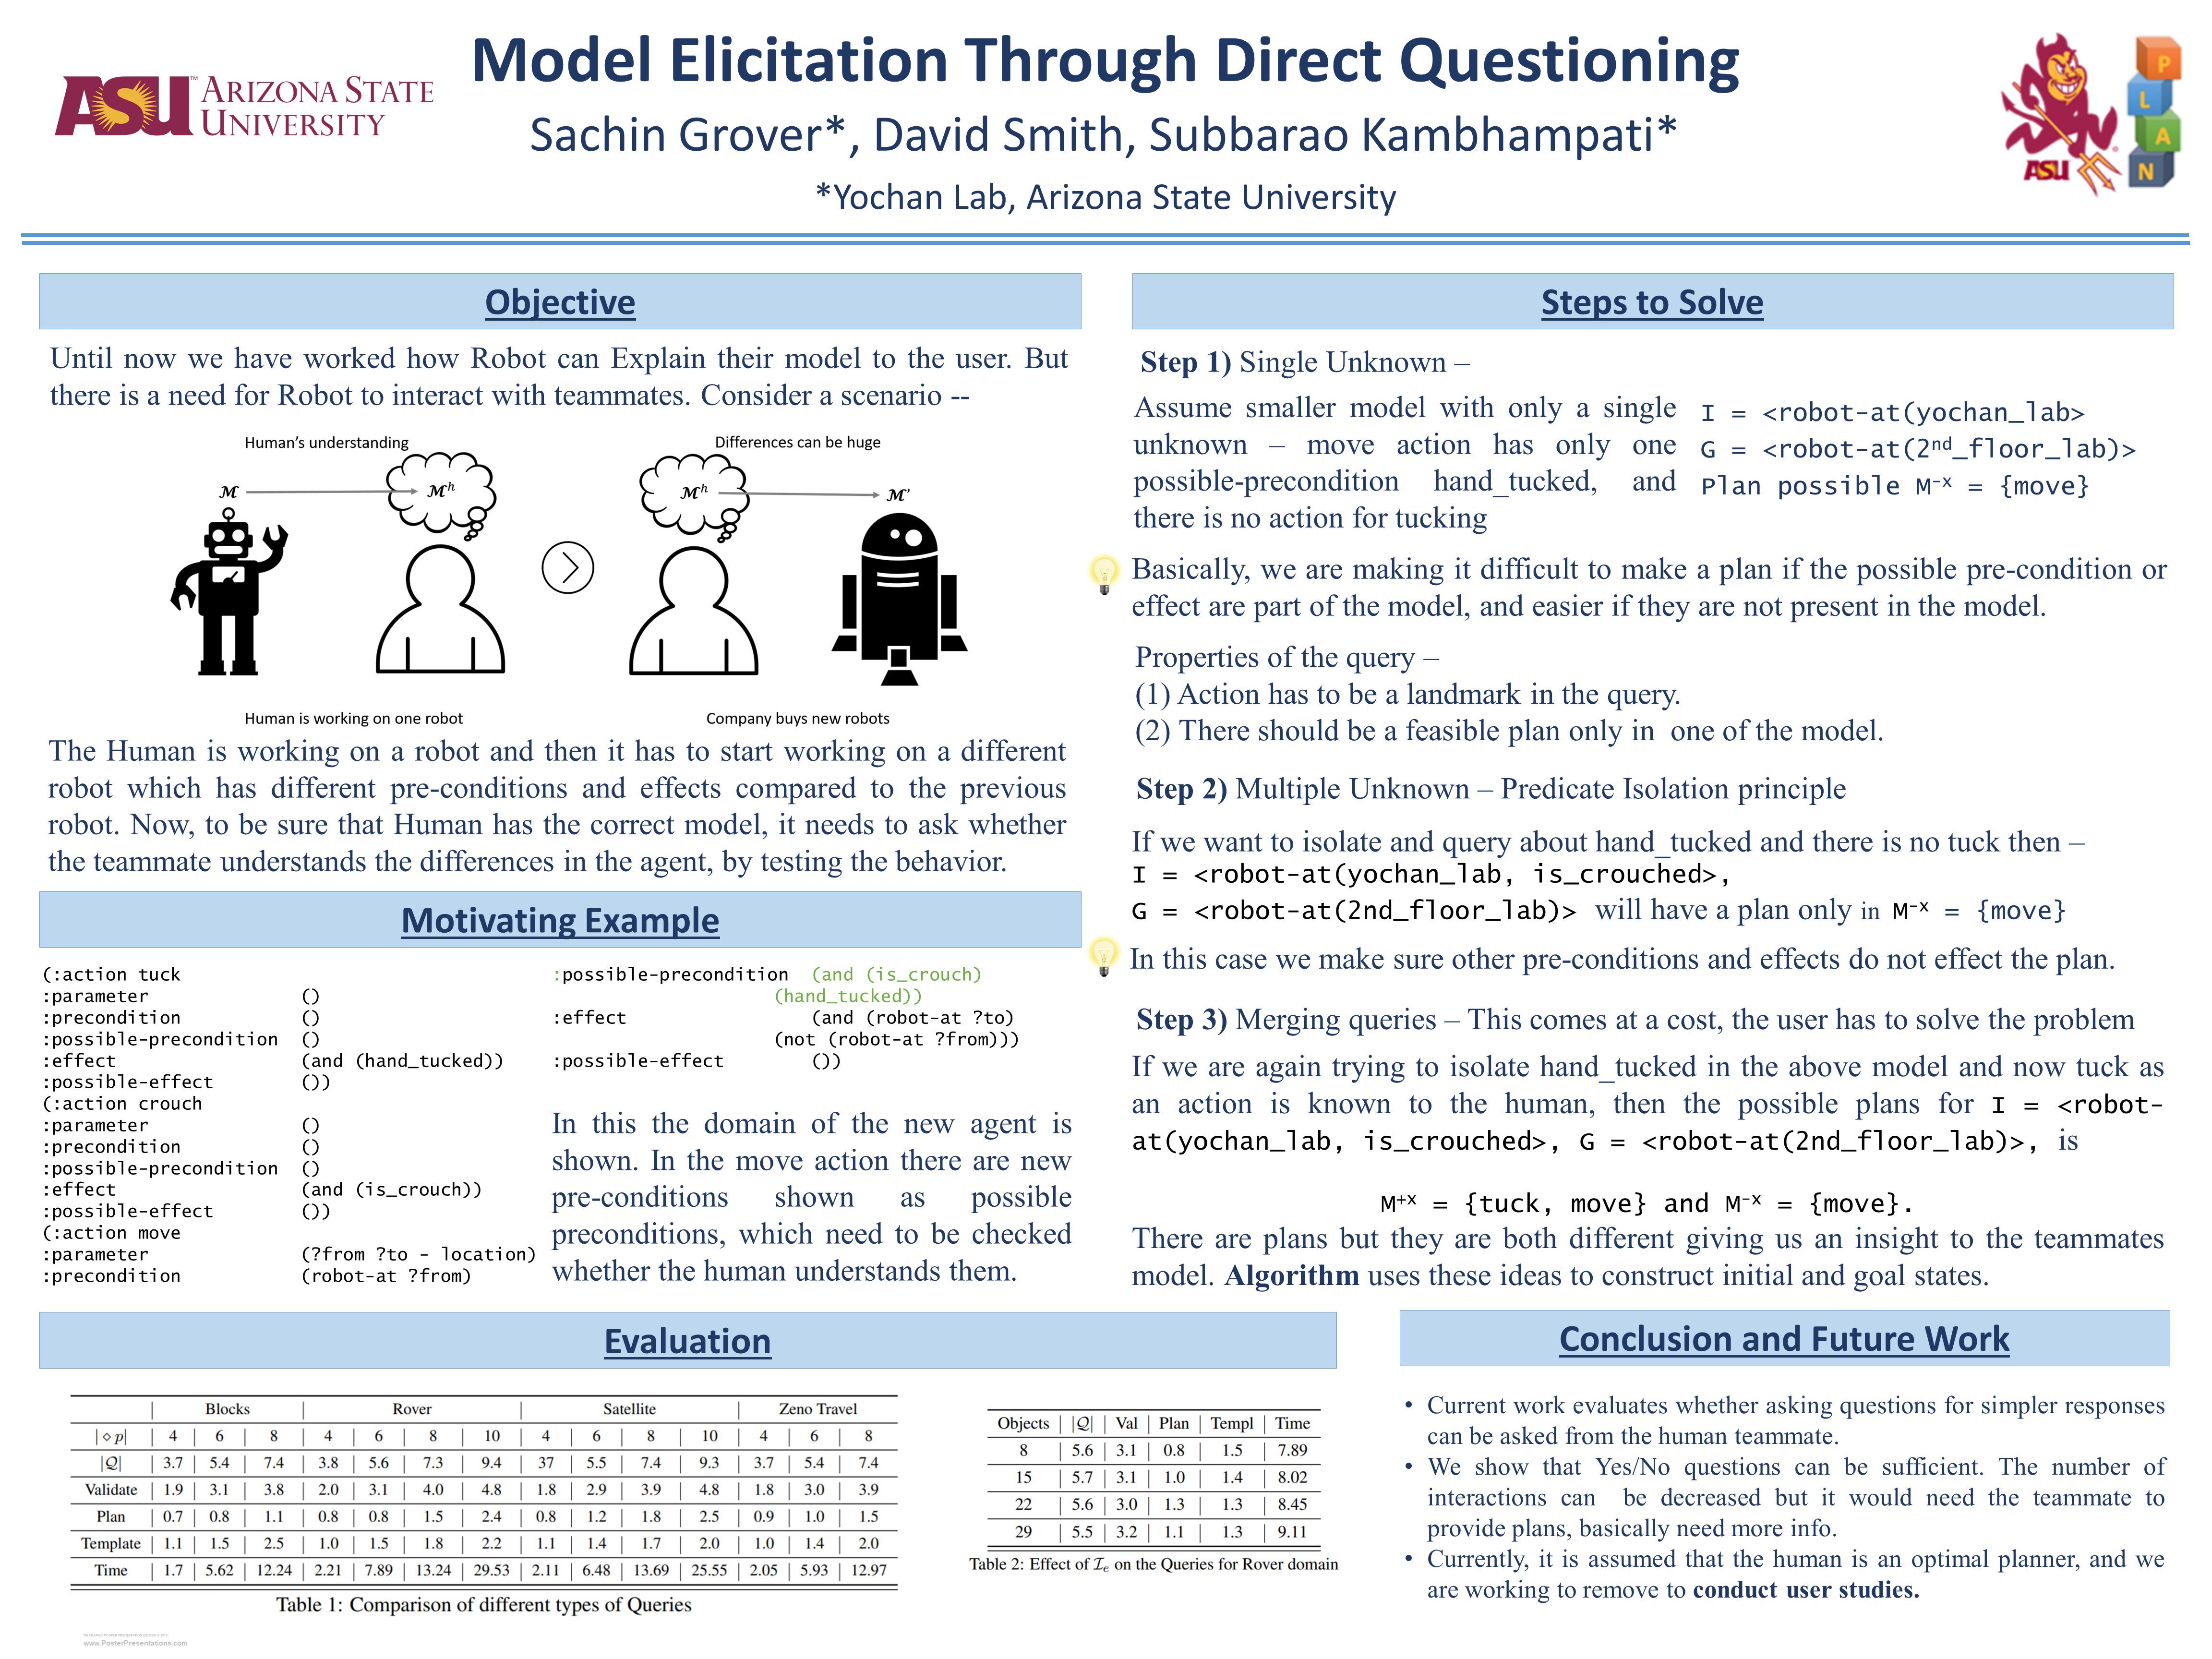 Model Elicitation Through Direct Questioning
Sachin Grover*, David Smith, Subbarao Kambhampati*
*Yochan Lab, Arizona State University
ASU™ ARIZONA STATE
UNIVERSITY
ASU
P
L
A
N
Objective
Until now we have worked how Robot can Explain their model to the user. But
there is a need for Robot to interact with teammates. Consider a scenario --
Human's understanding
Differences can be huge
ℳ
ℳʰ
ℳʰ
ℳ'
Human is working on one robot
Company buys new robots
The Human is working on a robot and then it has to start working on a different
robot which has different pre-conditions and effects compared to the previous
robot. Now, to be sure that Human has the correct model, it needs to ask whether
the teammate understands the differences in the agent, by testing the behavior.
Motivating Example
(:action tuck
:parameter ()
:precondition ()
:possible-precondition ()
:effect (and (hand_tucked))
:possible-effect ())
(:action crouch
:parameter ()
:precondition ()
:possible-precondition ()
:effect (and (is_crouch))
:possible-effect ())
(:action move
:parameter (?from ?to - location)
:precondition (robot-at ?from)
:possible-precondition (and (is_crouch)
(hand_tucked))
:effect (and (robot-at ?to)
(not (robot-at ?from)))
:possible-effect ())
In this the domain of the new agent is
shown. In the move action there are new
pre-conditions shown as possible
preconditions, which need to be checked
whether the human understands them.
Steps to Solve
Step 1) Single Unknown –
Assume smaller model with only a single
unknown – move action has only one
possible-precondition hand_tucked, and
there is no action for tucking
I = <robot-at(yochan_lab>
G = <robot-at(2ⁿᵈ_floor_lab)>
Plan possible M⁻ˣ = {move}
Basically, we are making it difficult to make a plan if the possible pre-condition or
effect are part of the model, and easier if they are not present in the model.
Properties of the query –
(1) Action has to be a landmark in the query.
(2) There should be a feasible plan only in one of the model.
Step 2) Multiple Unknown – Predicate Isolation principle
If we want to isolate and query about hand_tucked and there is no tuck then –
I = <robot-at(yochan_lab, is_crouched>,
G = <robot-at(2nd_floor_lab)> will have a plan only in M⁻ˣ = {move}
In this case we make sure other pre-conditions and effects do not effect the plan.
Step 3) Merging queries – This comes at a cost, the user has to solve the problem
If we are again trying to isolate hand_tucked in the above model and now tuck as
an action is known to the human, then the possible plans for I = <robot-
at(yochan_lab, is_crouched>, G = <robot-at(2nd_floor_lab)>, is
M⁺ˣ = {tuck, move} and M⁻ˣ = {move}.
There are plans but they are both different giving us an insight to the teammates
model. Algorithm uses these ideas to construct initial and goal states.
Evaluation
| Blocks | Rover | Satellite | Zeno Travel
|⋄p| | 4 | 6 | 8 | 4 | 6 | 8 | 10 | 4 | 6 | 8 | 10 | 4 | 6 | 8
|𝒬| | 3.7 | 5.4 | 7.4 | 3.8 | 5.6 | 7.3 | 9.4 | 37 | 5.5 | 7.4 | 9.3 | 3.7 | 5.4 | 7.4
Validate | 1.9 | 3.1 | 3.8 | 2.0 | 3.1 | 4.0 | 4.8 | 1.8 | 2.9 | 3.9 | 4.8 | 1.8 | 3.0 | 3.9
Plan | 0.7 | 0.8 | 1.1 | 0.8 | 0.8 | 1.5 | 2.4 | 0.8 | 1.2 | 1.8 | 2.5 | 0.9 | 1.0 | 1.5
Template | 1.1 | 1.5 | 2.5 | 1.0 | 1.5 | 1.8 | 2.2 | 1.1 | 1.4 | 1.7 | 2.0 | 1.0 | 1.4 | 2.0
Time | 1.7 | 5.62 | 12.24 | 2.21 | 7.89 | 13.24 | 29.53 | 2.11 | 6.48 | 13.69 | 25.55 | 2.05 | 5.93 | 12.97
Table 1: Comparison of different types of Queries
Objects | |𝒬| | Val | Plan | Templ | Time
8 | 5.6 | 3.1 | 0.8 | 1.5 | 7.89
15 | 5.7 | 3.1 | 1.0 | 1.4 | 8.02
22 | 5.6 | 3.0 | 1.3 | 1.3 | 8.45
29 | 5.5 | 3.2 | 1.1 | 1.3 | 9.11
Table 2: Effect of ℐₑ on the Queries for Rover domain
Conclusion and Future Work
• Current work evaluates whether asking questions for simpler responses
can be asked from the human teammate.
• We show that Yes/No questions can be sufficient. The number of
interactions can be decreased but it would need the teammate to
provide plans, basically need more info.
• Currently, it is assumed that the human is an optimal planner, and we
are working to remove to conduct user studies.
www.PosterPresentations.com